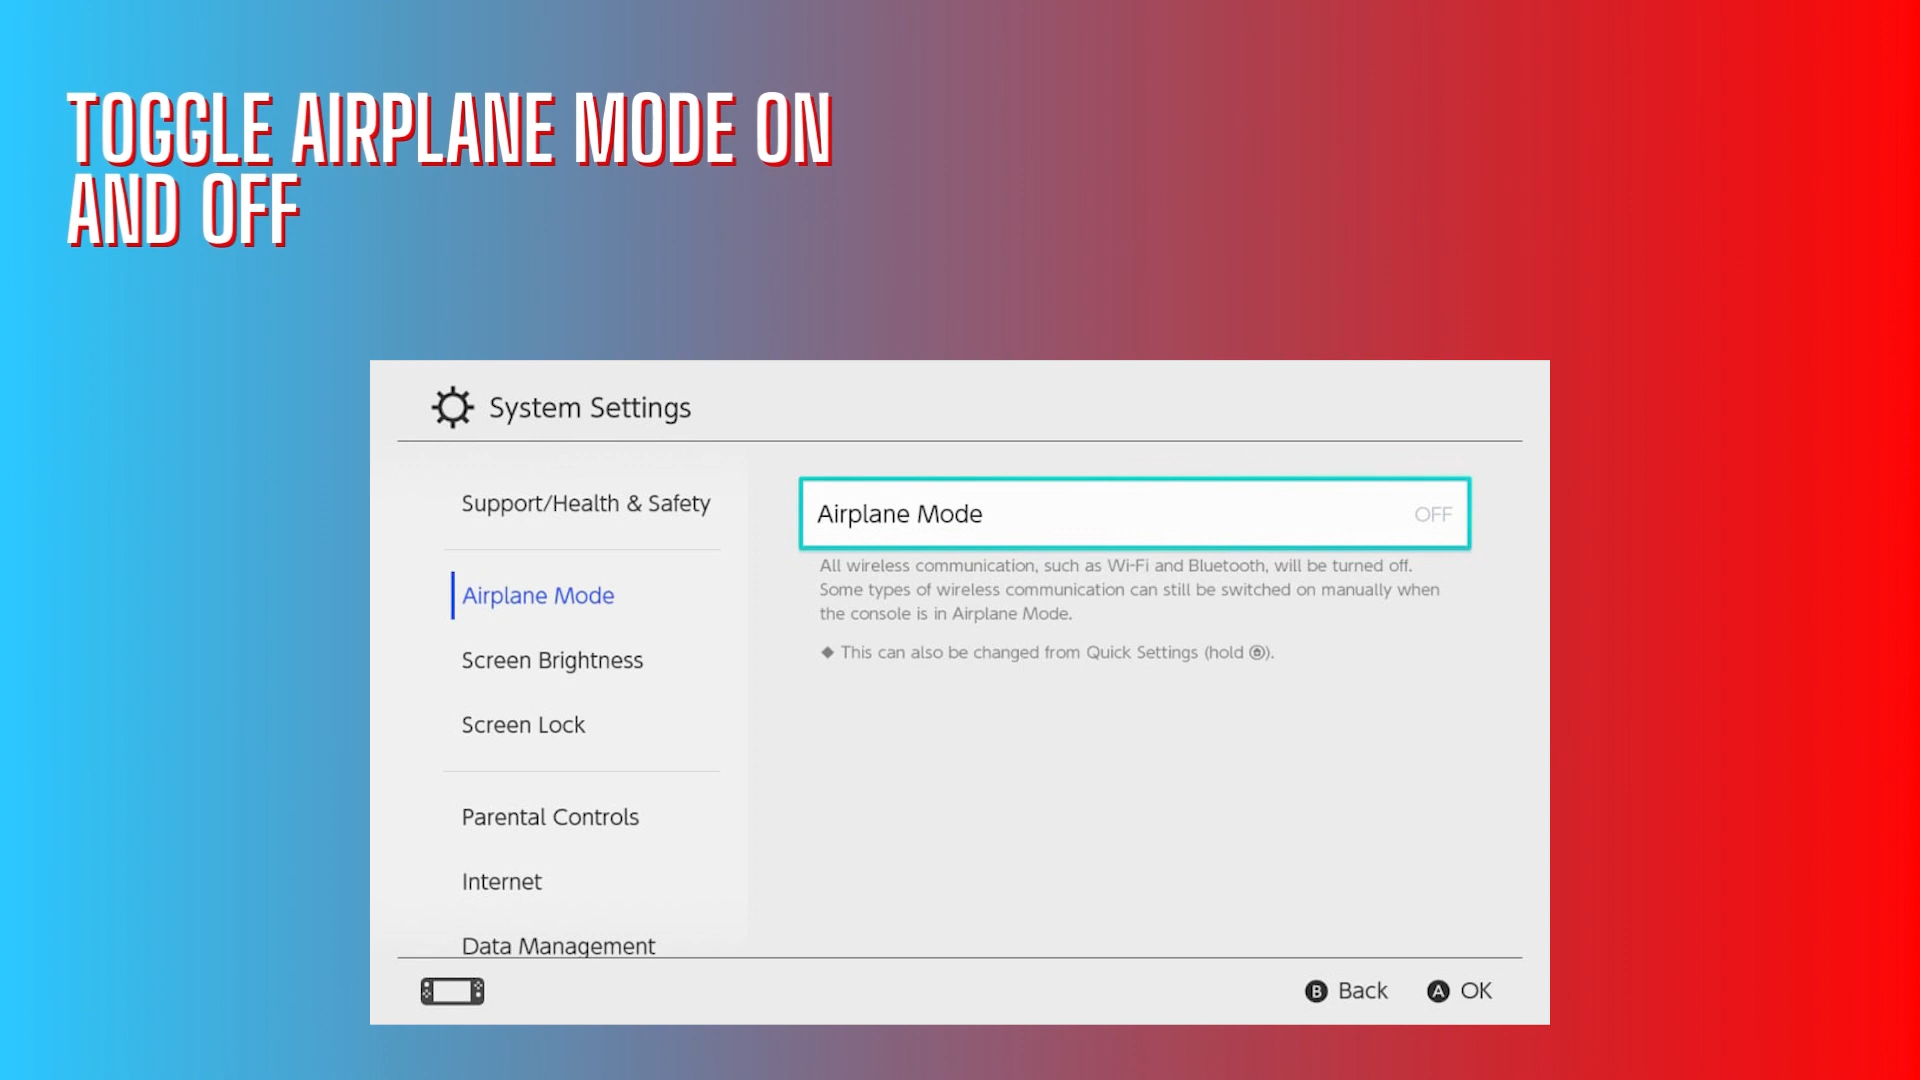 TOGGLE AIRPLANE MODE ON
AND OFF
System Settings
Support/Health & Safety
Airplane Mode
Screen Brightness
Screen Lock
Parental Controls
Internet
Data Management
Airplane Mode OFF
All wireless communication, such as Wi-Fi and Bluetooth, will be turned off.
Some types of wireless communication can still be switched on manually when
the console is in Airplane Mode.
◆ This can also be changed from Quick Settings (hold ).
B Back A OK